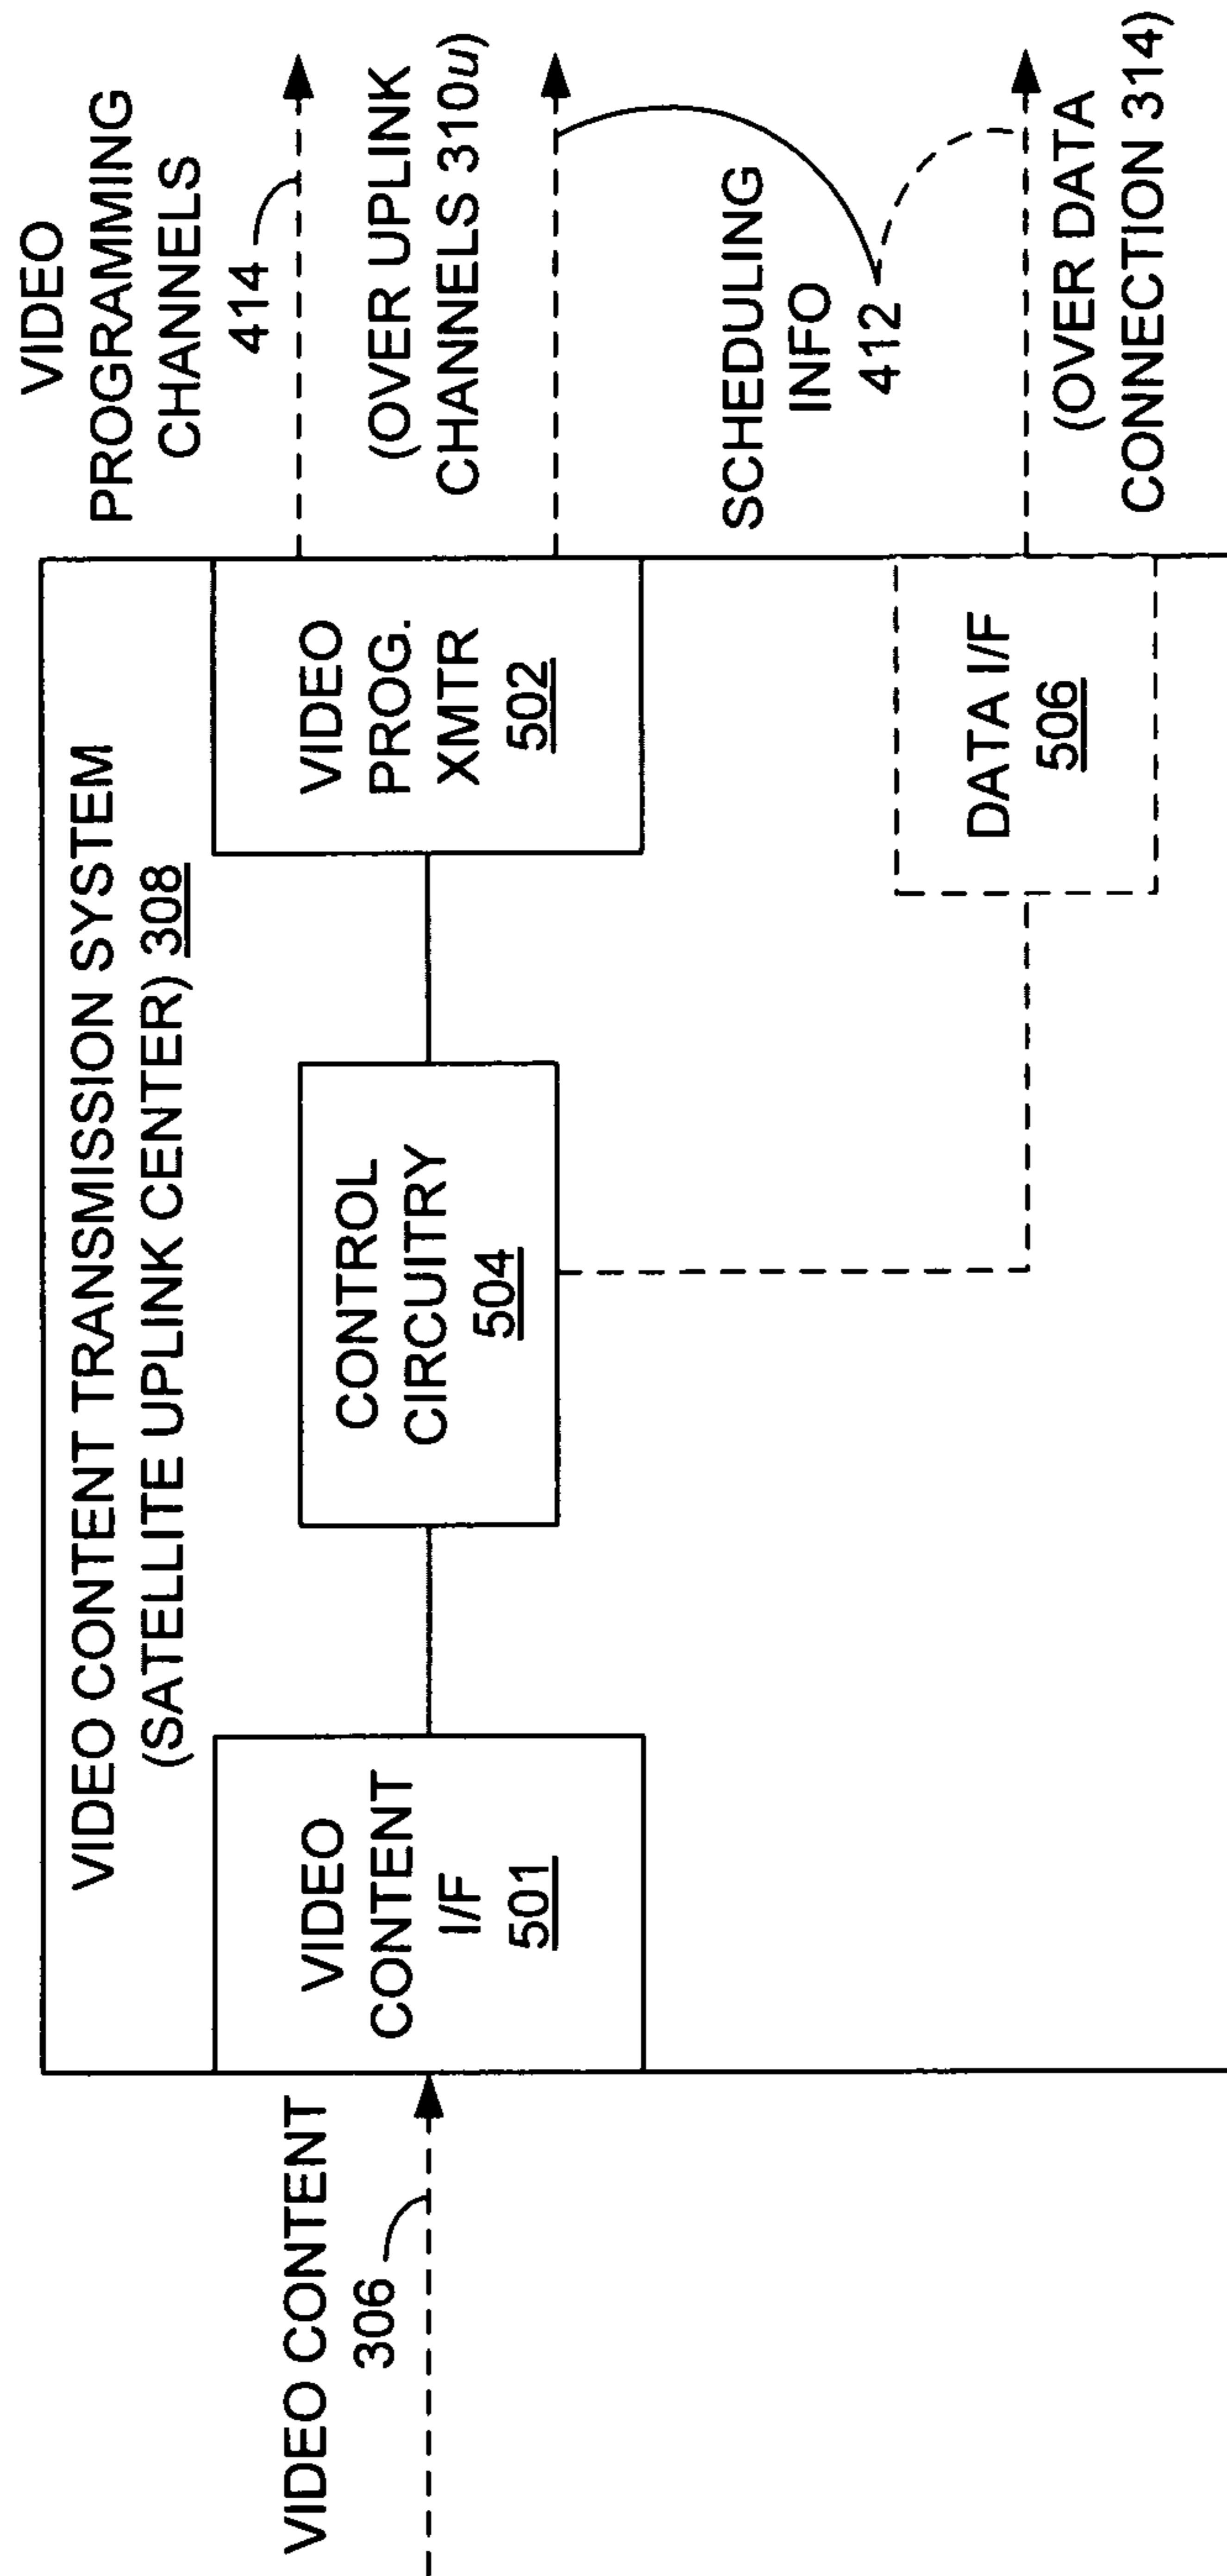 VIDEO CONTENT TRANSMISSION SYSTEM
(SATELLITE UPLINK CENTER) 308
VIDEO CONTENT
306
VIDEO
CONTENT
I/F
501
CONTROL
CIRCUITRY
504
VIDEO
PROG.
XMTR
502
DATA I/F
506
VIDEO
PROGRAMMING
CHANNELS
414
(OVER UPLINK
CHANNELS 310u)
SCHEDULING
INFO
412
(OVER DATA
CONNECTION 314)